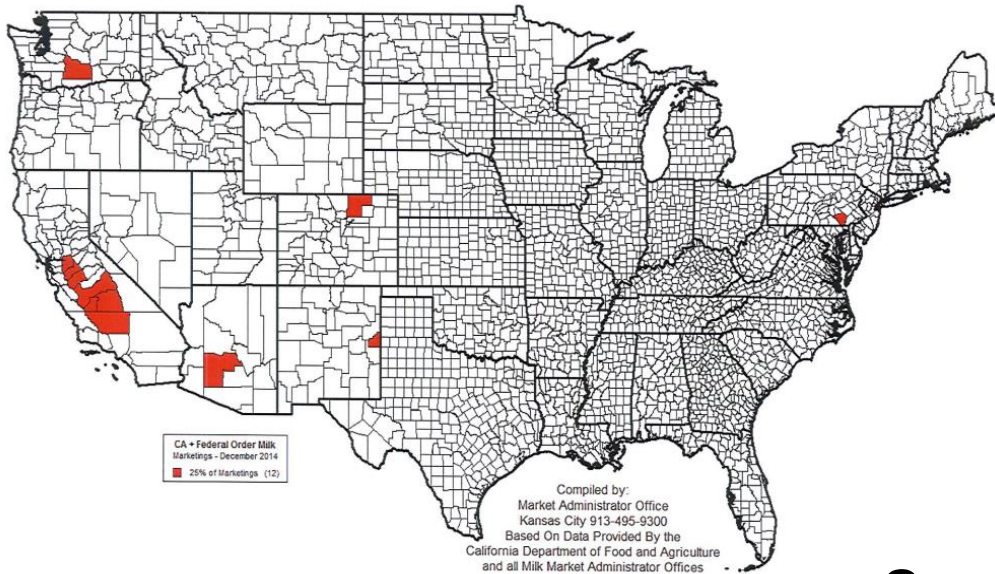 CA + Federal Order Milk
Marketings - December 2014
25% of Marketings (12)
Compiled by:
Market Administrator Office
Kansas City 913-495-9300
Based On Data Provided By the
California Department of Food and Agriculture
and all Milk Market Administrator Offices